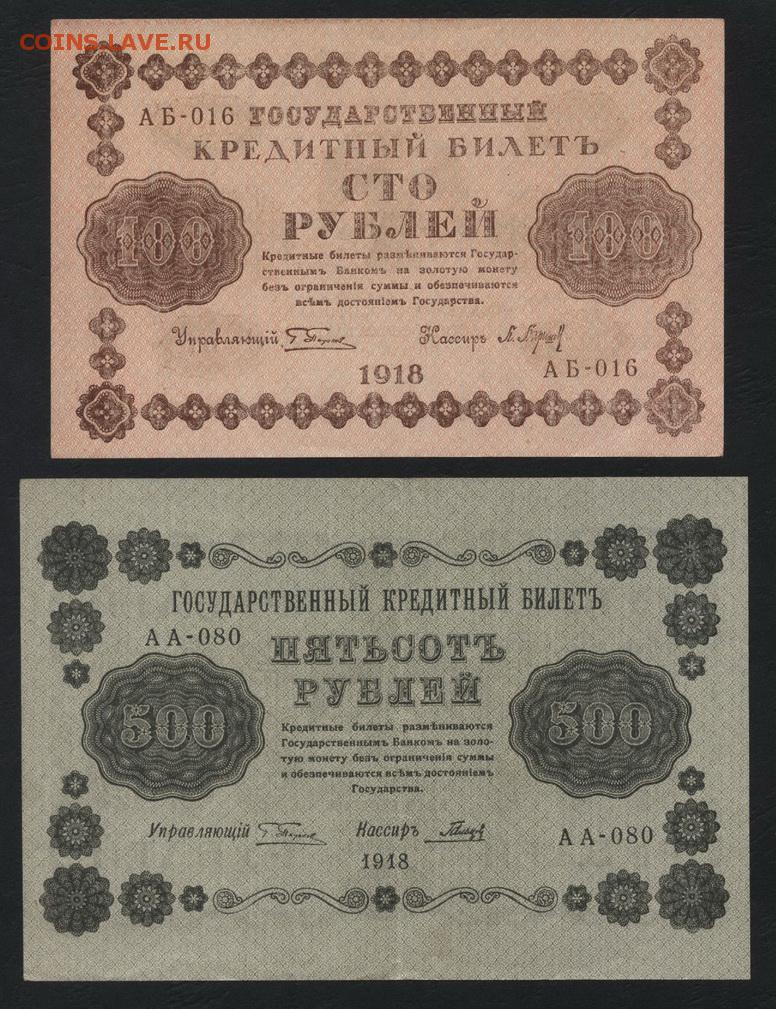 COINS.LAVE.RU
АБ-016 ГОСУДАРСТВЕННЫЙ
КРЕДИТНЫЙ БИЛЕТЪ
СТО
РУБЛЕЙ
100
100
Кредитные билеты размѣниваются Государ-
ственнымъ Банкомъ на золотую монету
безъ ограниченія суммы и обезпечиваются
всѣмъ достояніемъ Государства.
Управляющій
Кассиръ
1918
АБ-016
ГОСУДАРСТВЕННЫЙ КРЕДИТНЫЙ БИЛЕТЪ
АА-080
ПЯТЬСОТЪ
РУБЛЕЙ
500
500
Кредитные билеты размѣниваются
Государственнымъ Банкомъ на золо-
тую монету безъ ограниченія суммы
и обезпечиваются всѣмъ достояніемъ
Государства.
Управляющій
Кассиръ
АА-080
1918